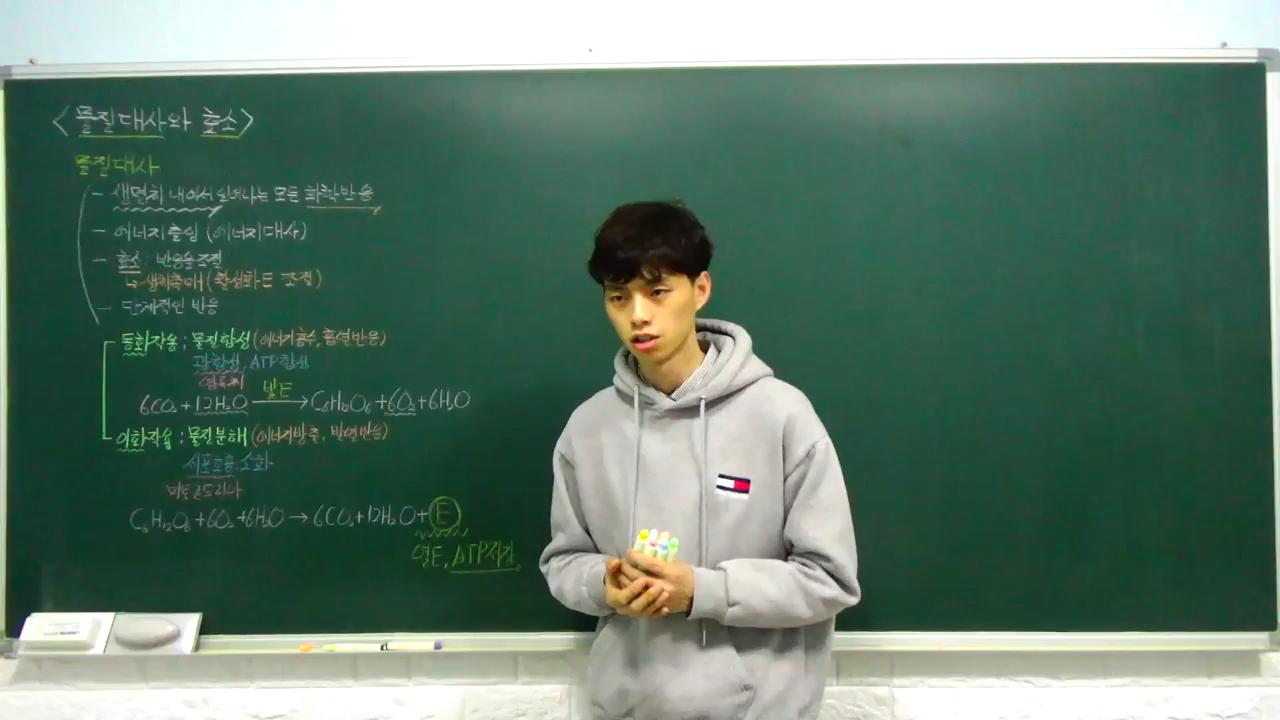 <물질대사와 효소>
물질대사
- 생명체 내에서 일어나는 모든 화학반응
- 에너지출입 (에너지대사)
- 효소: 반응을 조절
↳ 생체촉매 (활성화E 조절)
- 단계적인 반응
동화작용 : 물질합성 (에너지흡수, 흡열반응)
광합성, ATP합성
엽록체
6CO₂ + 12H₂O 빛E → C₆H₁₂O₆ + 6O₂ + 6H₂O
이화작용 : 물질분해 (에너지방출, 발열반응)
세포호흡, 소화
미토콘드리아
C₆H₁₂O₆ + 6O₂ + 6H₂O → 6CO₂ + 12H₂O + E
열E, ATP저장